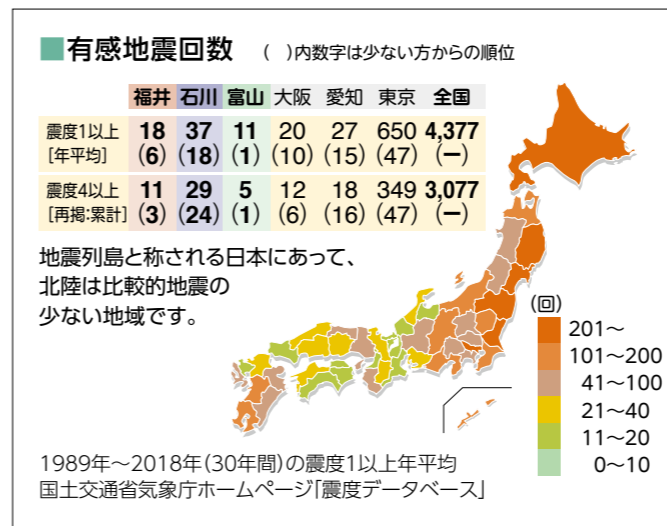 ■有感地震回数 （ ）内数字は少ない方からの順位
福井 石川 富山 大阪 愛知 東京 全国
震度1以上 18 37 11 20 27 650 4,377
［年平均］ (6) (18) (1) (10) (15) (47) (ー)
震度4以上 11 29 5 12 18 349 3,077
［再掲:累計］ (3) (24) (1) (6) (16) (47) (ー)
地震列島と称される日本にあって、
北陸は比較的地震の
少ない地域です。
(回)
201～
101～200
41～100
21～40
11～20
0～10
1989年～2018年(30年間)の震度1以上年平均
国土交通省気象庁ホームページ「震度データベース」